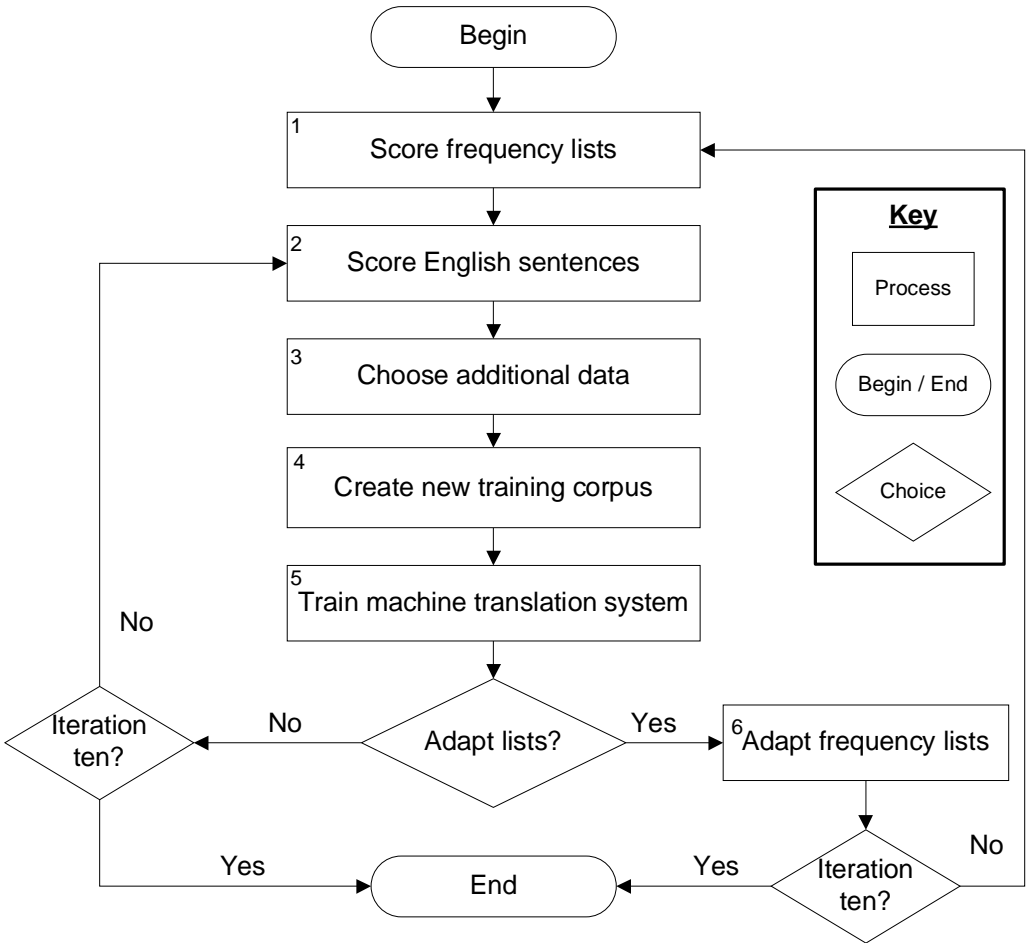 Begin
1
Score frequency lists
2
Score English sentences
3
Choose additional data
4
Create new training corpus
5
Train machine translation system
Adapt lists?
No
Yes
Iteration
ten?
No
Yes
6
Adapt frequency lists
Iteration
ten?
No
Yes
End
Key
Process
Begin / End
Choice